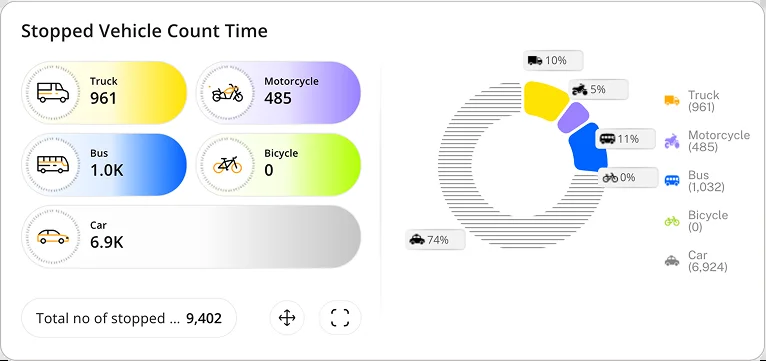 Stopped Vehicle Count Time
Truck
961
Motorcycle
485
Bus
1.0K
Bicycle
0
Car
6.9K
Total no of stopped ... 9,402
10%
5%
11%
0%
74%
Truck
(961)
Motorcycle
(485)
Bus
(1,032)
Bicycle
(0)
Car
(6,924)